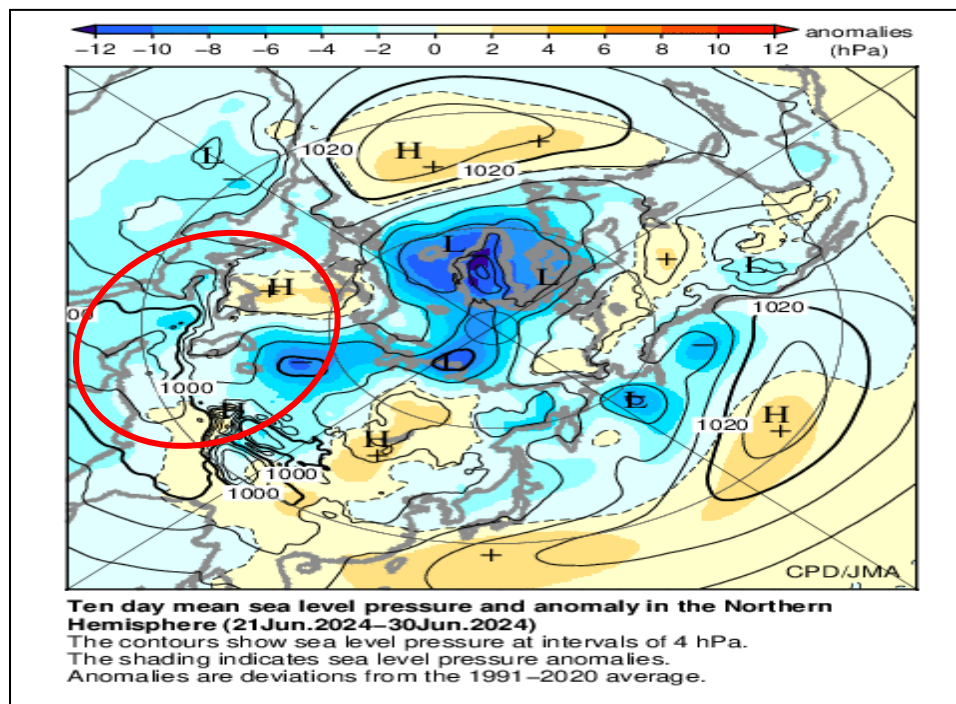 −12 −10 −8 −6 −4 −2 0 2 4 6 8 10 12 anomalies
(hPa)
L
H
1020
1020
L
L
L
H
00
1020
1000
L
H
1020
L
H
H
1000
1000
CPD/JMA
Ten day mean sea level pressure and anomaly in the Northern
Hemisphere (21Jun.2024−30Jun.2024)
The contours show sea level pressure at intervals of 4 hPa.
The shading indicates sea level pressure anomalies.
Anomalies are deviations from the 1991−2020 average.